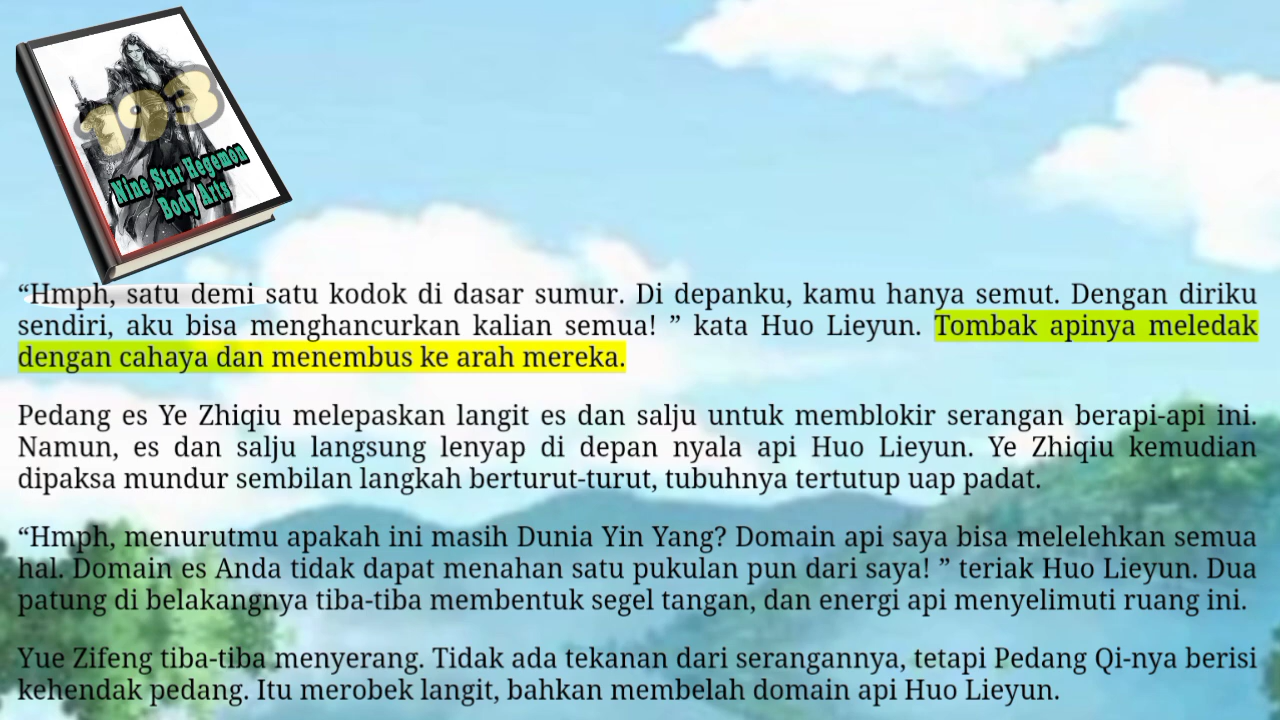 193
Nine Star Hegemon
Body Arts
“Hmph, satu demi satu kodok di dasar sumur. Di depanku, kamu hanya semut. Dengan diriku
sendiri, aku bisa menghancurkan kalian semua! ” kata Huo Lieyun. Tombak apinya meledak
dengan cahaya dan menembus ke arah mereka.
Pedang es Ye Zhiqiu melepaskan langit es dan salju untuk memblokir serangan berapi-api ini.
Namun, es dan salju langsung lenyap di depan nyala api Huo Lieyun. Ye Zhiqiu kemudian
dipaksa mundur sembilan langkah berturut-turut, tubuhnya tertutup uap padat.
“Hmph, menurutmu apakah ini masih Dunia Yin Yang? Domain api saya bisa melelehkan semua
hal. Domain es Anda tidak dapat menahan satu pukulan pun dari saya! ” teriak Huo Lieyun. Dua
patung di belakangnya tiba-tiba membentuk segel tangan, dan energi api menyelimuti ruang ini.
Yue Zifeng tiba-tiba menyerang. Tidak ada tekanan dari serangannya, tetapi Pedang Qi-nya berisi
kehendak pedang. Itu merobek langit, bahkan membelah domain api Huo Lieyun.